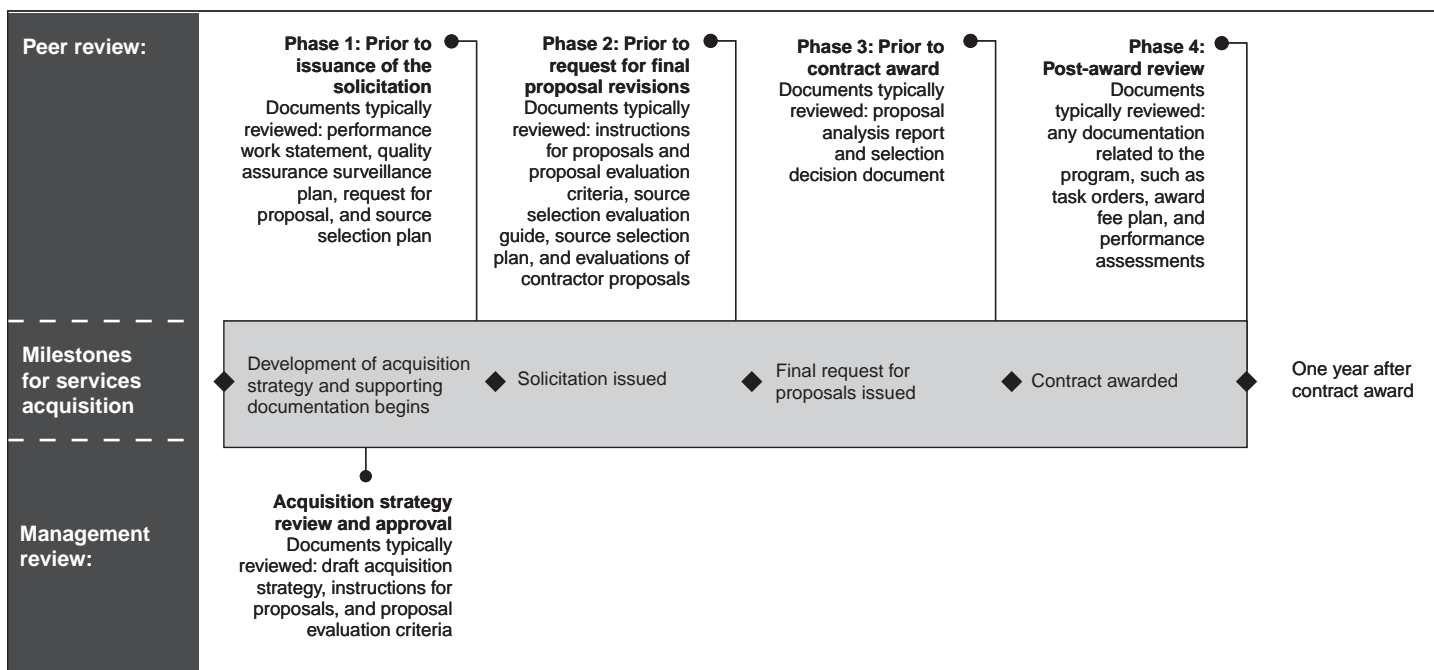 Peer review:
Phase 1: Prior to
issuance of the
solicitation
Documents typically
reviewed: performance
work statement, quality
assurance surveillance
plan, request for
proposal, and source
selection plan
Phase 2: Prior to
request for final
proposal revisions
Documents typically
reviewed: instructions
for proposals and
proposal evaluation
criteria, source
selection evaluation
guide, source selection
plan, and evaluations of
contractor proposals
Phase 3: Prior to
contract award
Documents typically
reviewed: proposal
analysis report
and selection
decision document
Phase 4:
Post-award review
Documents
typically reviewed:
any documentation
related to the
program, such as
task orders, award
fee plan, and
performance
assessments
Milestones
for services
acquisition
Development of acquisition
strategy and supporting
documentation begins
Solicitation issued
Final request for
proposals issued
Contract awarded
One year after
contract award
Management
review:
Acquisition strategy
review and approval
Documents typically
reviewed: draft acquisition
strategy, instructions for
proposals, and proposal
evaluation criteria